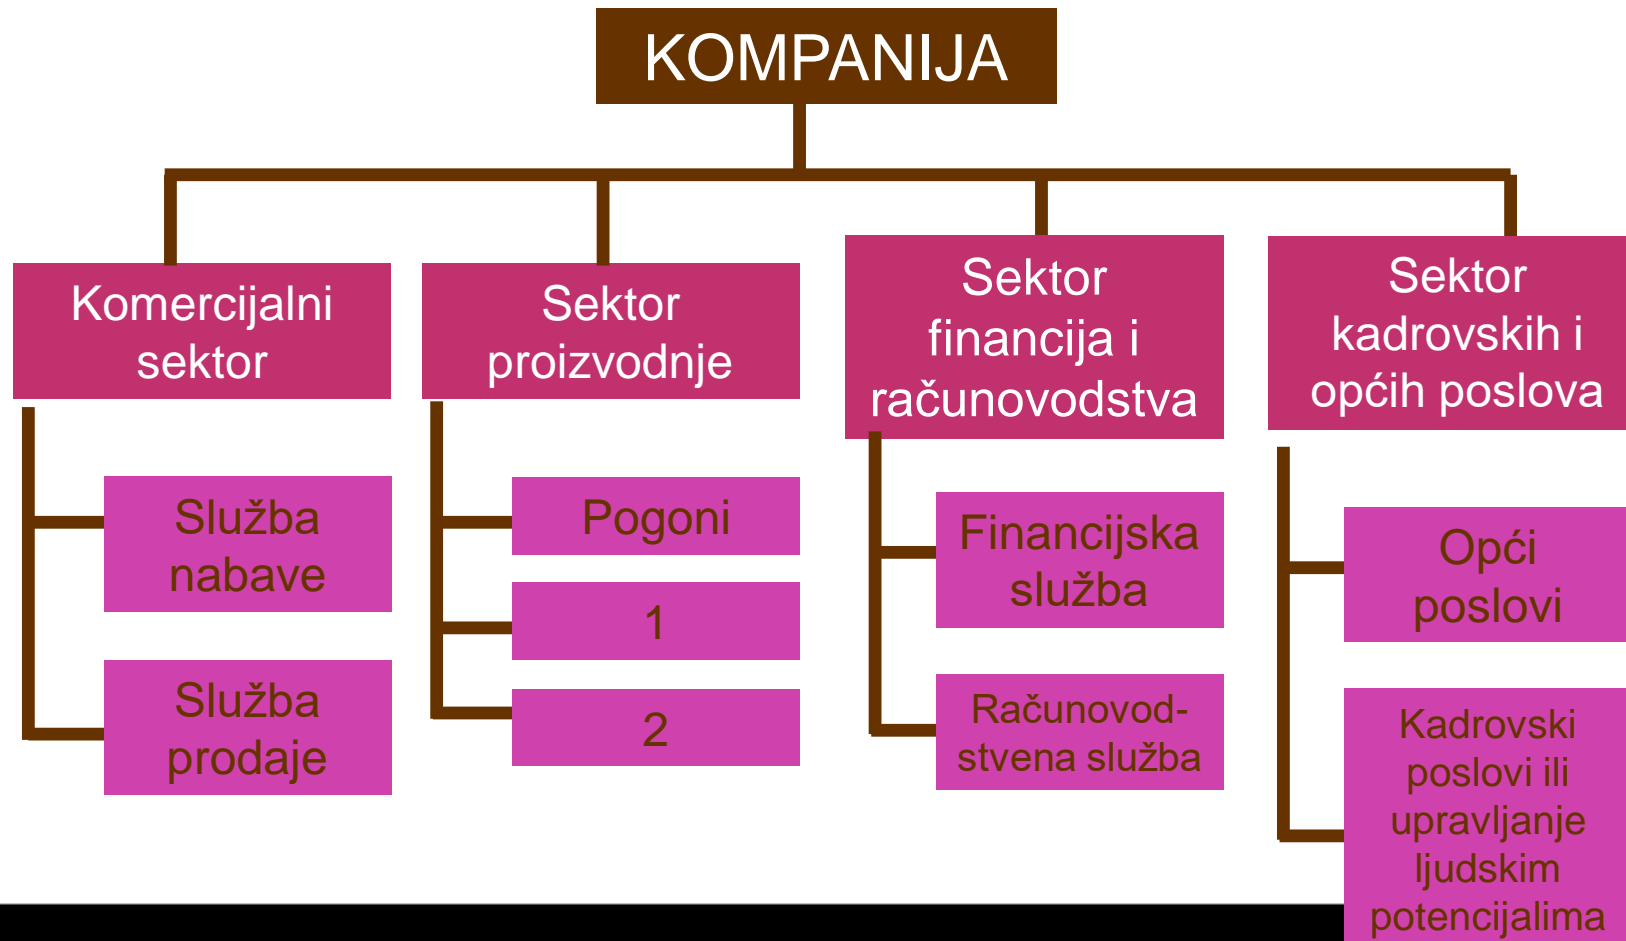 KOMPANIJA
Komercijalni
sektor
Služba
nabave
Služba
prodaje
Sektor
proizvodnje
Pogoni
1
2
Sektor
financija i
računovodstva
Financijska
služba
Računovod-
stvena služba
Sektor
kadrovskih i
općih poslova
Opći
poslovi
Kadrovski
poslovi ili
upravljanje
ljudskim
potencijalima